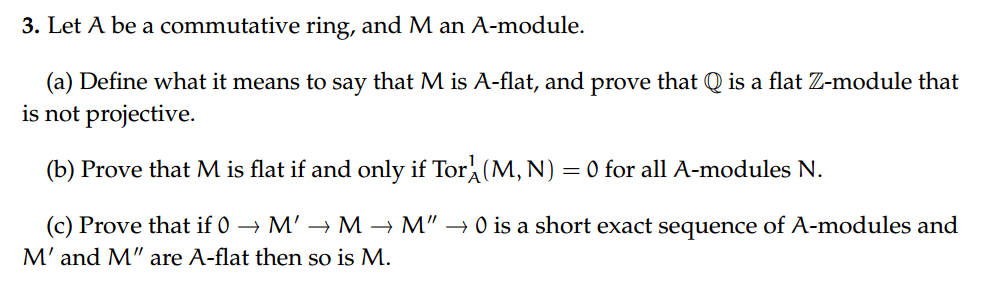 3. Let A be a commutative ring, and M an A-module.
(a) Define what it means to say that M is A-flat, and prove that ℚ is a flat ℤ-module that
is not projective.
(b) Prove that M is flat if and only if Tor¹_A(M, N) = 0 for all A-modules N.
(c) Prove that if 0 → M′ → M → M″ → 0 is a short exact sequence of A-modules and
M′ and M″ are A-flat then so is M.